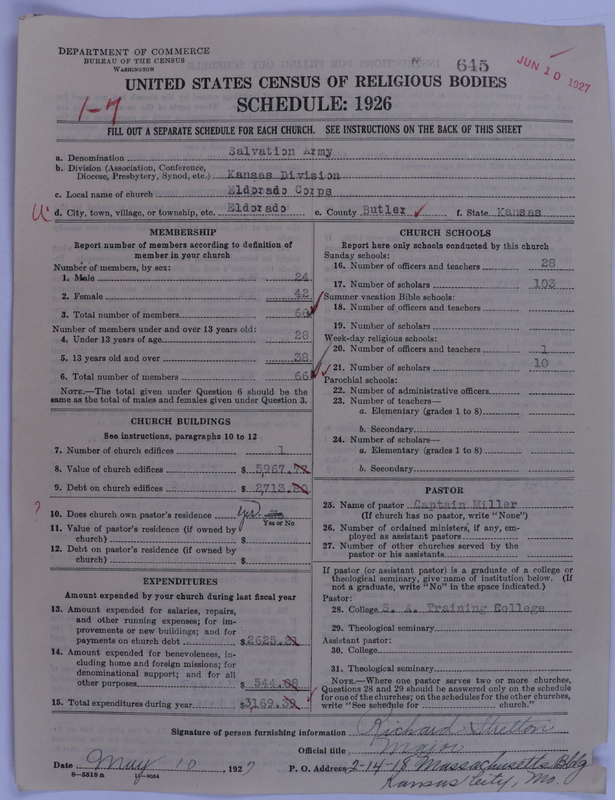 DEPARTMENT OF COMMERCE
BUREAU OF THE CENSUS
WASHINGTON
645
JUN 10 1927
UNITED STATES CENSUS OF RELIGIOUS BODIES
SCHEDULE: 1926
1-7
FILL OUT A SEPARATE SCHEDULE FOR EACH CHURCH. SEE INSTRUCTIONS ON THE BACK OF THIS SHEET
a. Denomination Salvation Army
b. Division (Association, Conference, Diocese, Presbytery, Synod, etc.) Kansas Division
c. Local name of church Eldorado Corps
d. City, town, village, or township, etc. Eldorado e. County Butler f. State Kansas
MEMBERSHIP
Report number of members according to definition of member in your church
Number of members, by sex:
1. Male 24
2. Female 42
3. Total number of members 66
Number of members under and over 13 years old:
4. Under 13 years of age 28
5. 13 years old and over 38
6. Total number of members 66
NOTE.—The total given under Question 6 should be the same as the total of males and females given under Question 3.
CHURCH BUILDINGS
See instructions, paragraphs 10 to 12
7. Number of church edifices 1
8. Value of church edifices $ 5,967.77
9. Debt on church edifices $ 2,713.50
? 10. Does church own pastor's residence yes No
Yes or No
11. Value of pastor's residence (if owned by church) $
12. Debt on pastor's residence (if owned by church) $
EXPENDITURES
Amount expended by your church during last fiscal year
13. Amount expended for salaries, repairs, and other running expenses; for improvements or new buildings; and for payments on church debt $2625.
14. Amount expended for benevolences, including home and foreign missions; for denominational support; and for all other purposes $ 544.08
15. Total expenditures during year $3169.39
CHURCH SCHOOLS
Report here only schools conducted by this church
Sunday schools:
16. Number of officers and teachers 28
17. Number of scholars 103
Summer vacation Bible schools:
18. Number of officers and teachers
19. Number of scholars
Week-day religious schools:
20. Number of officers and teachers 1
21. Number of scholars 10
Parochial schools:
22. Number of administrative officers
23. Number of teachers—
a. Elementary (grades 1 to 8)
b. Secondary
24. Number of scholars—
a. Elementary (grades 1 to 8)
b. Secondary
PASTOR
25. Name of pastor Captain Miller
(If church has no pastor, write "None")
26. Number of ordained ministers, if any, employed as assistant pastors
27. Number of other churches served by the pastor or his assistants
If pastor (or assistant pastor) is a graduate of a college or theological seminary, give name of institution below. (If not a graduate, write "No" in the space indicated.)
Pastor:
28. College S. A. Training College
29. Theological seminary
Assistant pastor:
30. College
31. Theological seminary
NOTE.—Where one pastor serves two or more churches, Questions 28 and 29 should be answered only on the schedule for one of the churches; on the schedules for the other churches, write "See schedule for church."
Signature of person furnishing information Richard Stretton
Official title Major
Date May 10, 1927 P. O. Address 2-14-18 Massachusetts Bldg
Kansas City, Mo.
8—5518 a